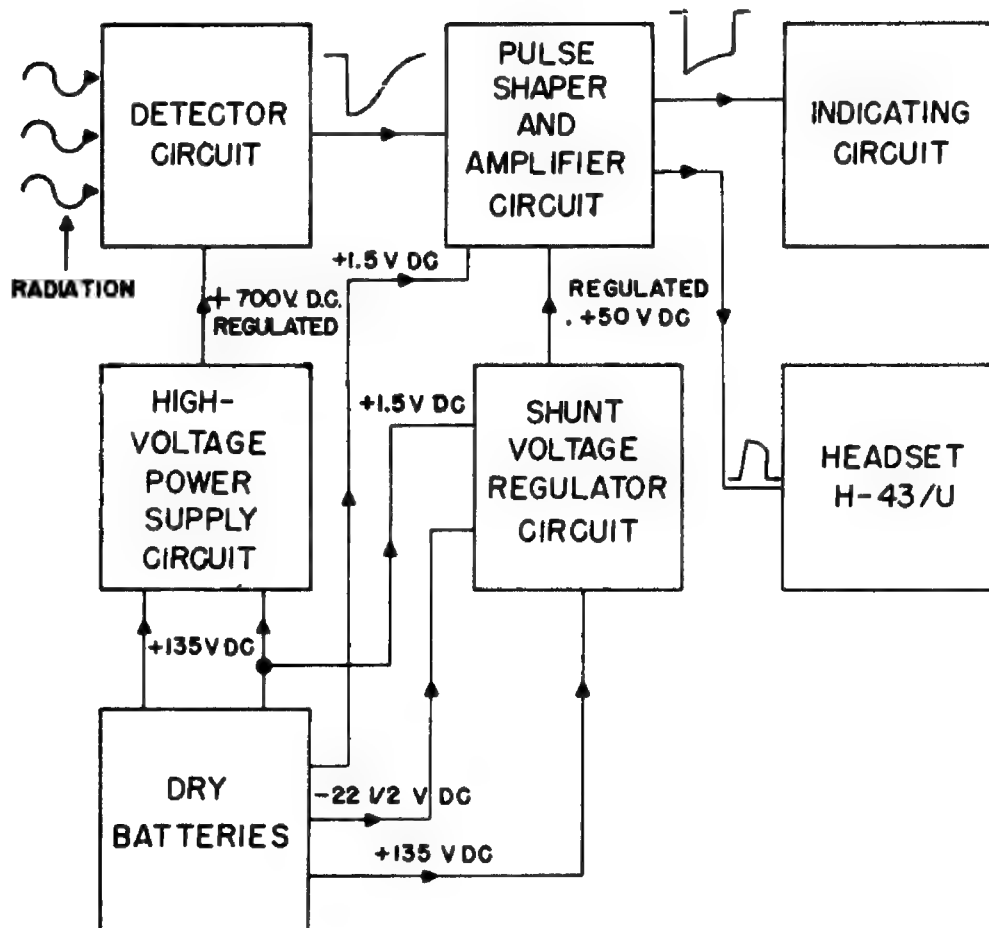 DETECTOR
CIRCUIT
PULSE
SHAPER
AND
AMPLIFIER
CIRCUIT
INDICATING
CIRCUIT
RADIATION
+ 700V. D.C.
REGULATED
+1.5 V DC
REGULATED
. +50 V DC
HIGH-
VOLTAGE
POWER
SUPPLY
CIRCUIT
+1.5 V DC
SHUNT
VOLTAGE
REGULATOR
CIRCUIT
HEADSET
H-43/U
+135 V DC
DRY
BATTERIES
-22 1/2 V DC
+135 VDC